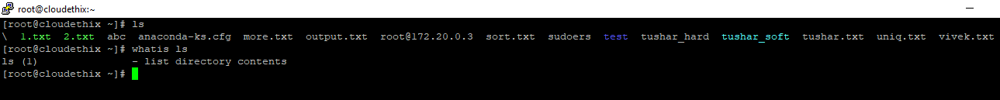 root@cloudethix:~
[root@cloudethix ~]# ls
\  1.txt  2.txt  abc  anaconda-ks.cfg  more.txt  output.txt  root@172.20.0.3  sort.txt  sudoers  test  tushar_hard  tushar_soft  tushar.txt  uniq.txt  vivek.txt
[root@cloudethix ~]# whatis ls
ls (1)               - list directory contents
[root@cloudethix ~]#